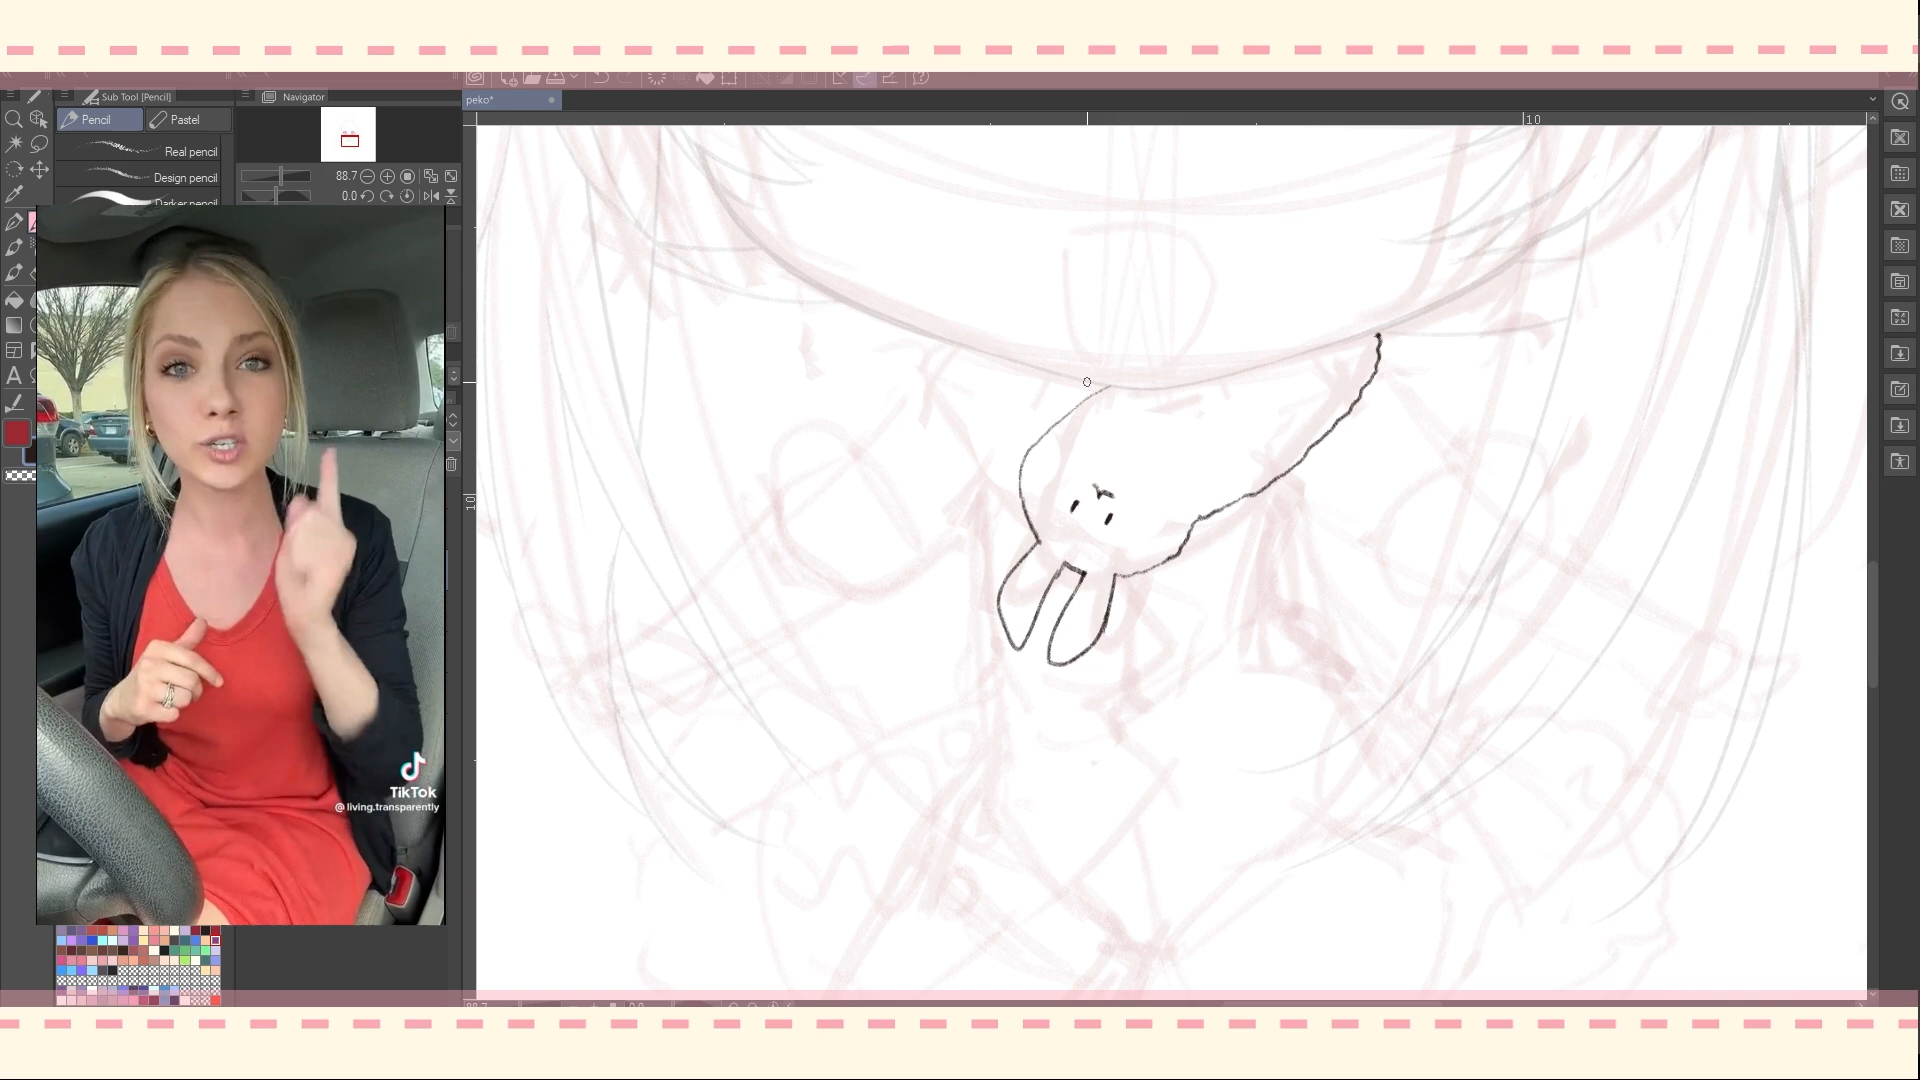 Sub Tool [Pencil]
Navigator
peko*
Pencil
Pastel
10
Real pencil
Design pencil
Darker pencil
88.7
0.0
10
TikTok
@living.transparently